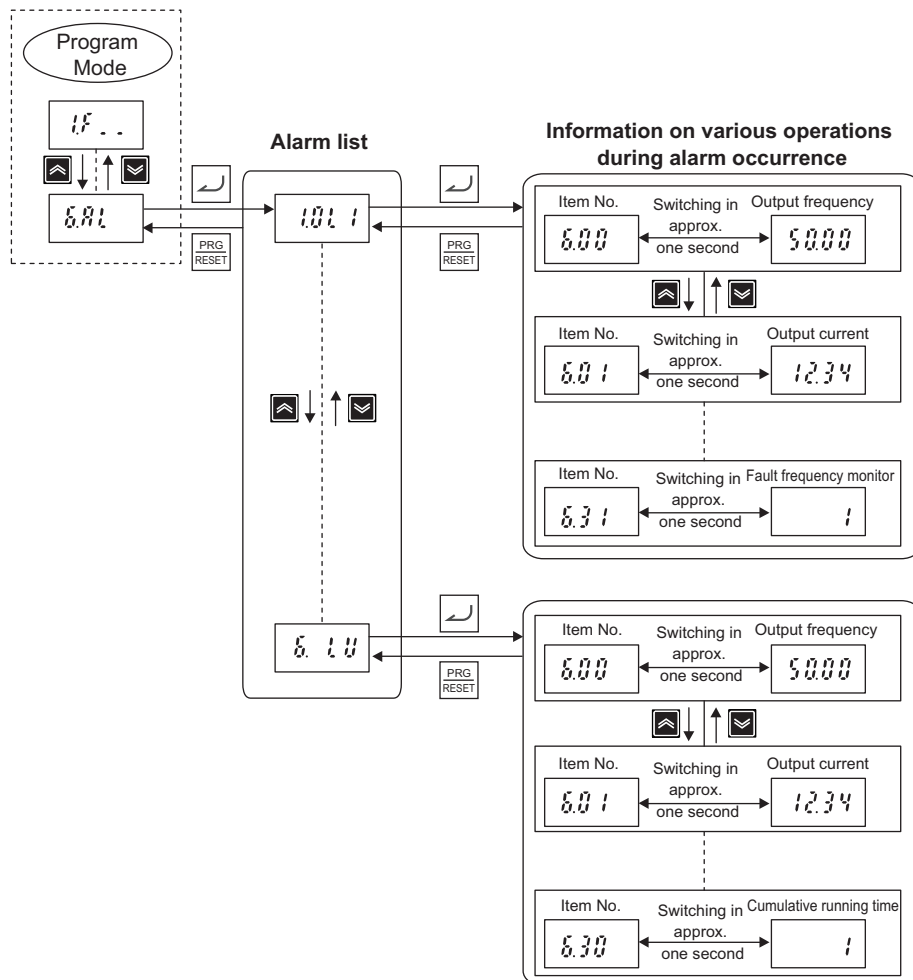 Program
Mode
1.F _ _
6.AL
PRG
RESET
Alarm list
1.0L 1
6. LU
PRG
RESET
PRG
RESET
Information on various operations
during alarm occurrence
Item No.
Switching in
approx.
one second
Output frequency
6.00
50.00
Item No.
Switching in
approx.
one second
Output current
6.01
12.34
Item No.
Switching in
approx.
one second
Fault frequency monitor
6.31
1
Item No.
Switching in
approx.
one second
Output frequency
6.00
50.00
Item No.
Switching in
approx.
one second
Output current
6.01
12.34
Item No.
Switching in
approx.
one second
Cumulative running time
6.30
1